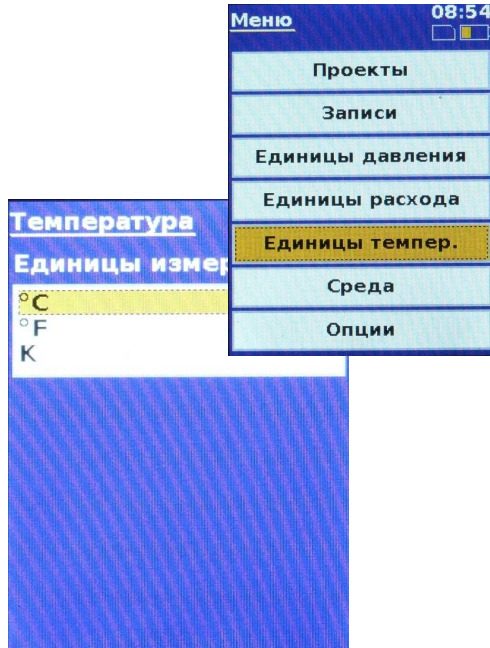 Меню
08:54
Проекты
Записи
Единицы давления
Единицы расхода
Единицы темпер.
Среда
Опции
Температура
Единицы измер
°C
°F
K